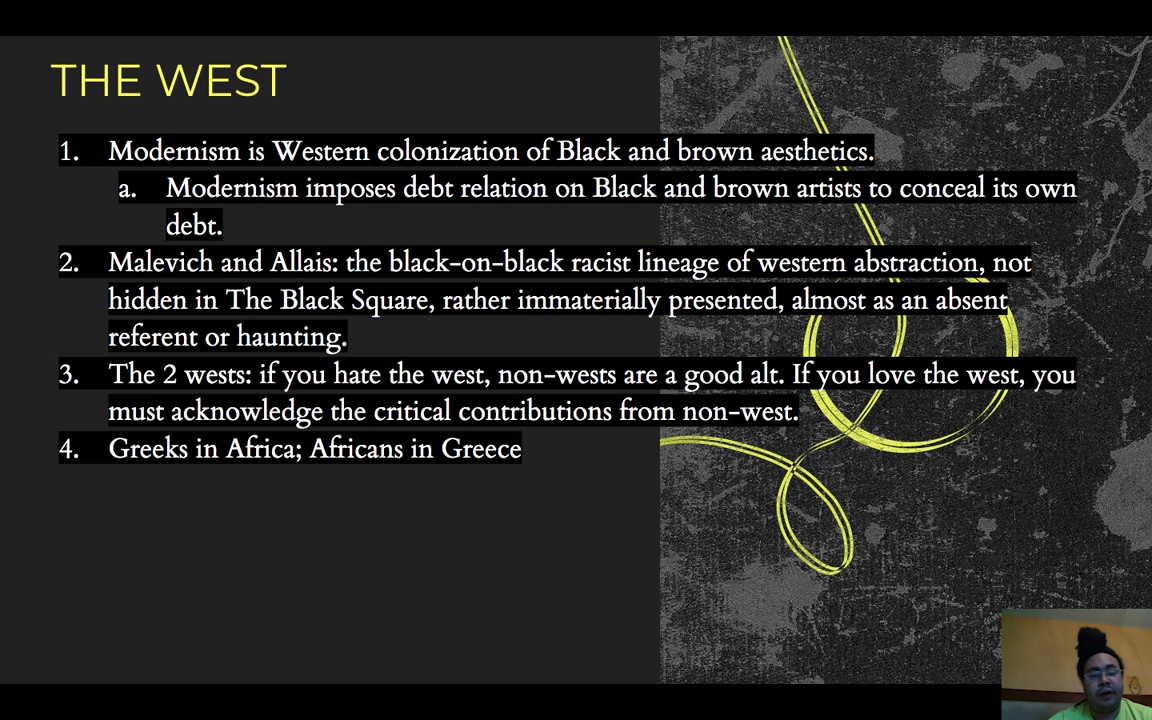 THE WEST
1. Modernism is Western colonization of Black and brown aesthetics.
a. Modernism imposes debt relation on Black and brown artists to conceal its own
debt.
2. Malevich and Allais: the black-on-black racist lineage of western abstraction, not
hidden in The Black Square, rather immaterially presented, almost as an absent
referent or haunting.
3. The 2 wests: if you hate the west, non-wests are a good alt. If you love the west, you
must acknowledge the critical contributions from non-west.
4. Greeks in Africa; Africans in Greece